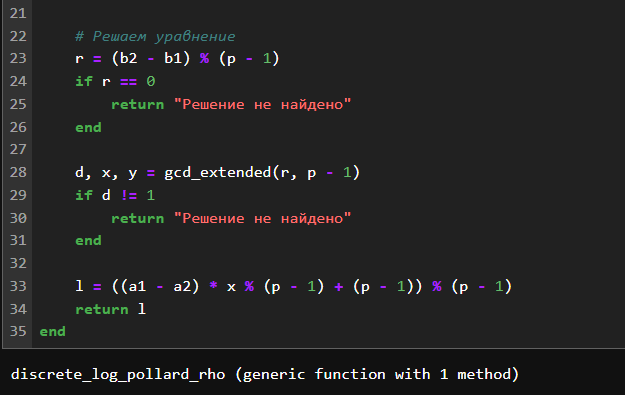 21
22     # Решаем уравнение
23     r = (b2 - b1) % (p - 1)
24     if r == 0
25         return "Решение не найдено"
26     end
27
28     d, x, y = gcd_extended(r, p - 1)
29     if d != 1
30         return "Решение не найдено"
31     end
32
33     l = ((a1 - a2) * x % (p - 1) + (p - 1)) % (p - 1)
34     return l
35 end
discrete_log_pollard_rho (generic function with 1 method)